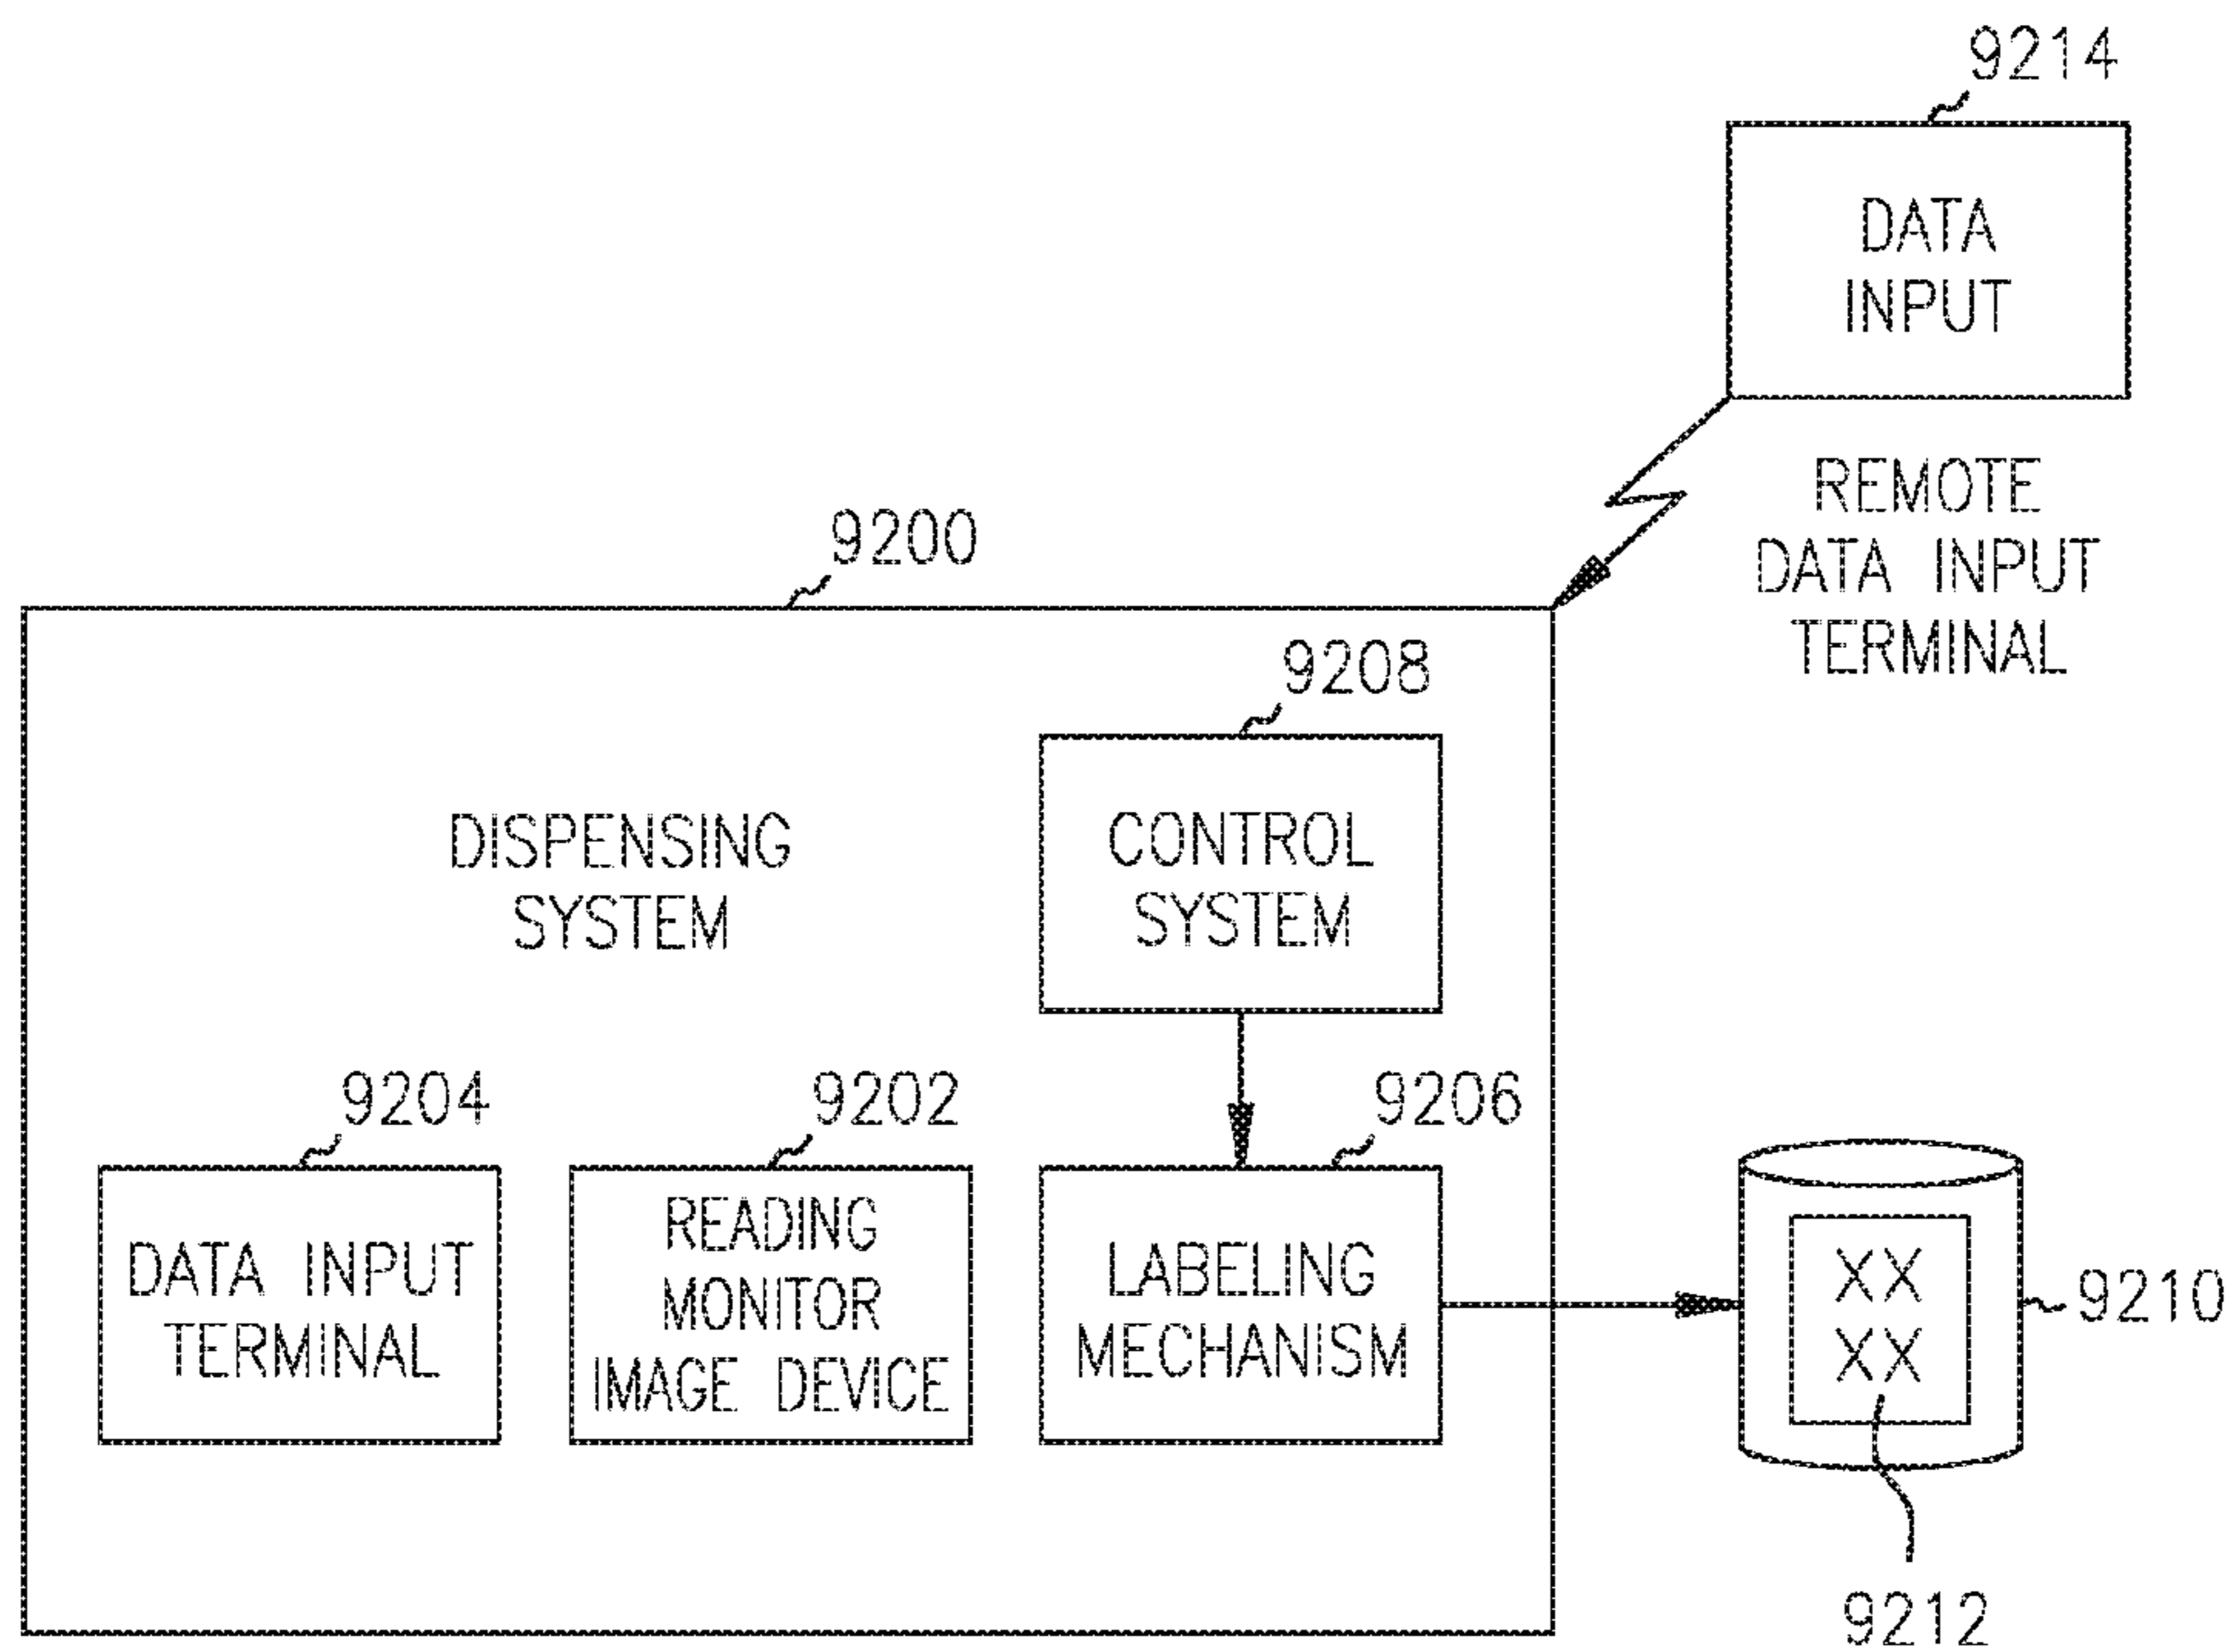 9214
DATA
INPUT
REMOTE
DATA INPUT
TERMINAL
9200
DISPENSING
SYSTEM
9208
CONTROL
SYSTEM
9204
DATA INPUT
TERMINAL
9202
READING
MONITOR
IMAGE DEVICE
9206
LABELING
MECHANISM
XX
XX
9210
9212